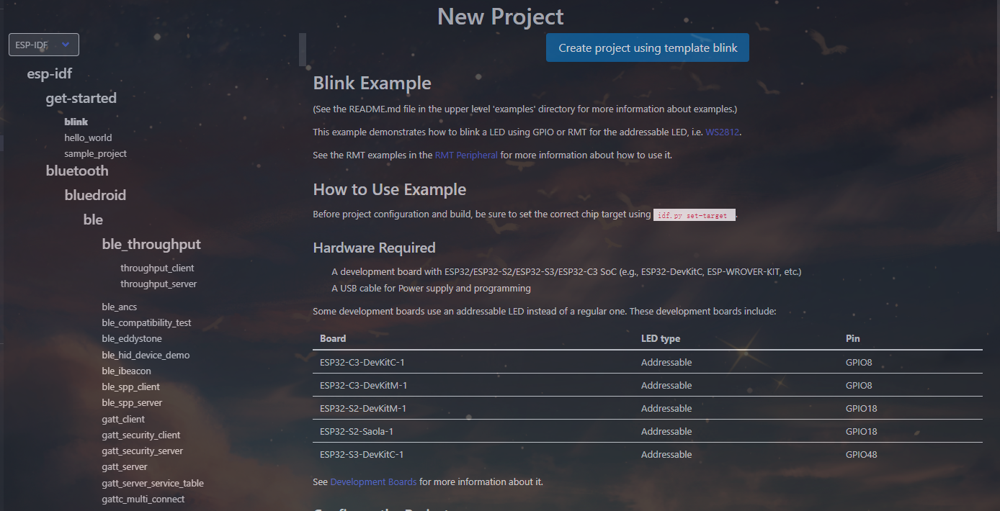 New Project
ESP-IDF
esp-idf
get-started
blink
hello_world
sample_project
bluetooth
bluedroid
ble
ble_throughput
throughput_client
throughput_server
ble_ancs
ble_compatibility_test
ble_eddystone
ble_hid_device_demo
ble_ibeacon
ble_spp_client
ble_spp_server
gatt_client
gatt_security_client
gatt_security_server
gatt_server
gatt_server_service_table
gattc_multi_connect
Create project using template blink
Blink Example
(See the README.md file in the upper level 'examples' directory for more information about examples.)
This example demonstrates how to blink a LED using GPIO or RMT for the addressable LED, i.e. WS2812.
See the RMT examples in the RMT Peripheral for more information about how to use it.
How to Use Example
Before project configuration and build, be sure to set the correct chip target using idf.py set-target .
Hardware Required
A development board with ESP32/ESP32-S2/ESP32-S3/ESP32-C3 SoC (e.g., ESP32-DevKitC, ESP-WROVER-KIT, etc.)
A USB cable for Power supply and programming
Some development boards use an addressable LED instead of a regular one. These development boards include:
Board LED type Pin
ESP32-C3-DevKitC-1 Addressable GPIO8
ESP32-C3-DevKitM-1 Addressable GPIO8
ESP32-S2-DevKitM-1 Addressable GPIO18
ESP32-S2-Saola-1 Addressable GPIO18
ESP32-S3-DevKitC-1 Addressable GPIO48
See Development Boards for more information about it.